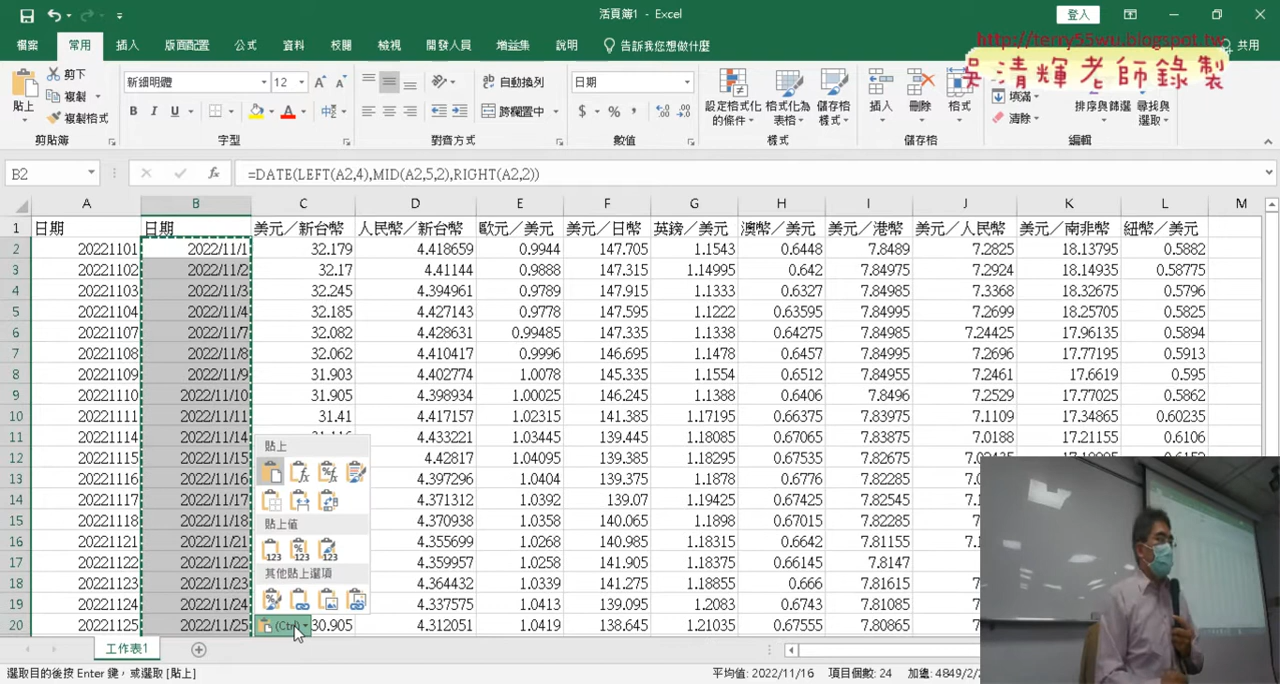 活頁簿1 - Excel
登入
http://terry55wu.blogspot.tw
吳清輝老師錄製
檔案 常用 插入 版面配置 公式 資料 校閱 檢視 開發人員 增益集 說明 告訴我您想做什麼 共用
貼上 剪下 複製 複製格式
新細明體 12
B I U A
自動換列 跨欄置中
日期
$ % ,
設定格式化的條件 格式化為表格 儲存格樣式
插入 刪除 格式
填滿 清除
排序與篩選 尋找與選取
剪貼簿 字型 對齊方式 數值 樣式 儲存格 編輯
B2 fx =DATE(LEFT(A2,4),MID(A2,5,2),RIGHT(A2,2))
A B C D E F G H I J K L M
1 日期 日期 美元／新台幣 人民幣／新台幣 歐元／美元 美元／日幣 英鎊／美元 澳幣／美元 美元／港幣 美元／人民幣 美元／南非幣 紐幣／美元
2 20221101 2022/11/1 32.179 4.418659 0.9944 147.705 1.1543 0.6448 7.8489 7.2825 18.13795 0.5882
3 20221102 2022/11/2 32.17 4.41144 0.9888 147.315 1.14995 0.642 7.84975 7.2924 18.14935 0.58775
4 20221103 2022/11/3 32.245 4.394961 0.9789 147.915 1.1333 0.6327 7.84985 7.3368 18.32675 0.5796
5 20221104 2022/11/4 32.185 4.427143 0.9778 147.595 1.1222 0.63595 7.84985 7.2699 18.25705 0.5825
6 20221107 2022/11/7 32.082 4.428631 0.99485 147.335 1.1338 0.64275 7.84985 7.24425 17.96135 0.5894
7 20221108 2022/11/8 32.062 4.410417 0.9996 146.695 1.1478 0.6457 7.84995 7.2696 17.77195 0.5913
8 20221109 2022/11/9 31.903 4.402774 1.0078 145.335 1.1554 0.6512 7.84955 7.2461 17.6619 0.595
9 20221110 2022/11/10 31.905 4.398934 1.00025 146.245 1.1388 0.6406 7.8496 7.2529 17.77025 0.5862
10 20221111 2022/11/11 31.41 4.417157 1.02315 141.385 1.17195 0.66375 7.83975 7.1109 17.34865 0.60235
11 20221114 2022/11/14 4.433221 1.03445 139.445 1.18085 0.67065 7.83875 7.0188 17.21155 0.6106
12 20221115 2022/11/15 4.42817 1.04095 139.385 1.18295 0.67535 7.82675
13 20221116 2022/11/16 4.397296 1.0404 139.375 1.1878 0.6776 7.82285
14 20221117 2022/11/17 4.371312 1.0392 139.07 1.19425 0.67425 7.82545
15 20221118 2022/11/18 4.370938 1.0358 140.065 1.1898 0.67015 7.82285
16 20221121 2022/11/21 4.355699 1.0268 140.985 1.18135 0.6642 7.81155
17 20221122 2022/11/22 4.359957 1.0258 141.905 1.18375 0.66145 7.8147
18 20221123 2022/11/23 4.364432 1.0339 141.275 1.18855 0.666 7.81615
19 20221124 2022/11/24 4.337575 1.0413 139.095 1.2083 0.6743 7.81085
20 20221125 2022/11/25 30.905 4.312051 1.0419 138.645 1.21035 0.67555 7.80865
貼上
貼上值
123 123 123
其他貼上選項
工作表1
選取目的後按 Enter 鍵，或選取 [貼上] 平均值: 2022/11/16 項目個數: 24